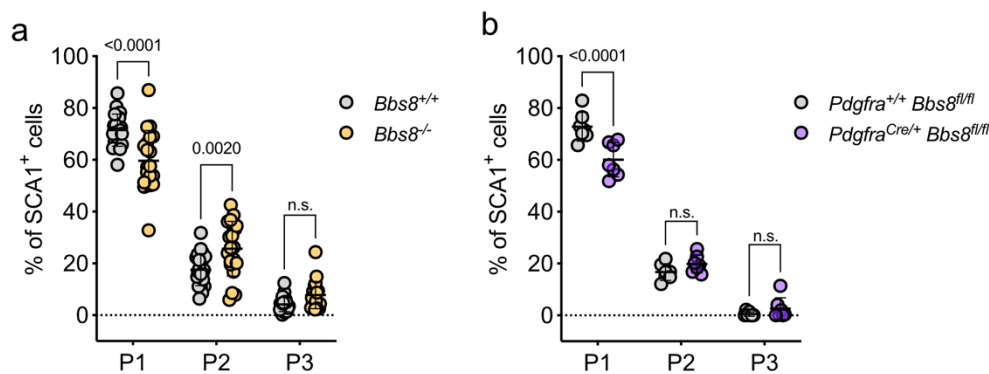 a
% of SCA1+ cells
100
80
60
40
20
0
<0.0001
0.0020
n.s.
P1
P2
P3
Bbs8+/+
Bbs8-/-
b
% of SCA1+ cells
100
80
60
40
20
0
<0.0001
n.s.
n.s.
P1
P2
P3
Pdgfra+/+ Bbs8fl/fl
PdgfraCre/+ Bbs8fl/fl